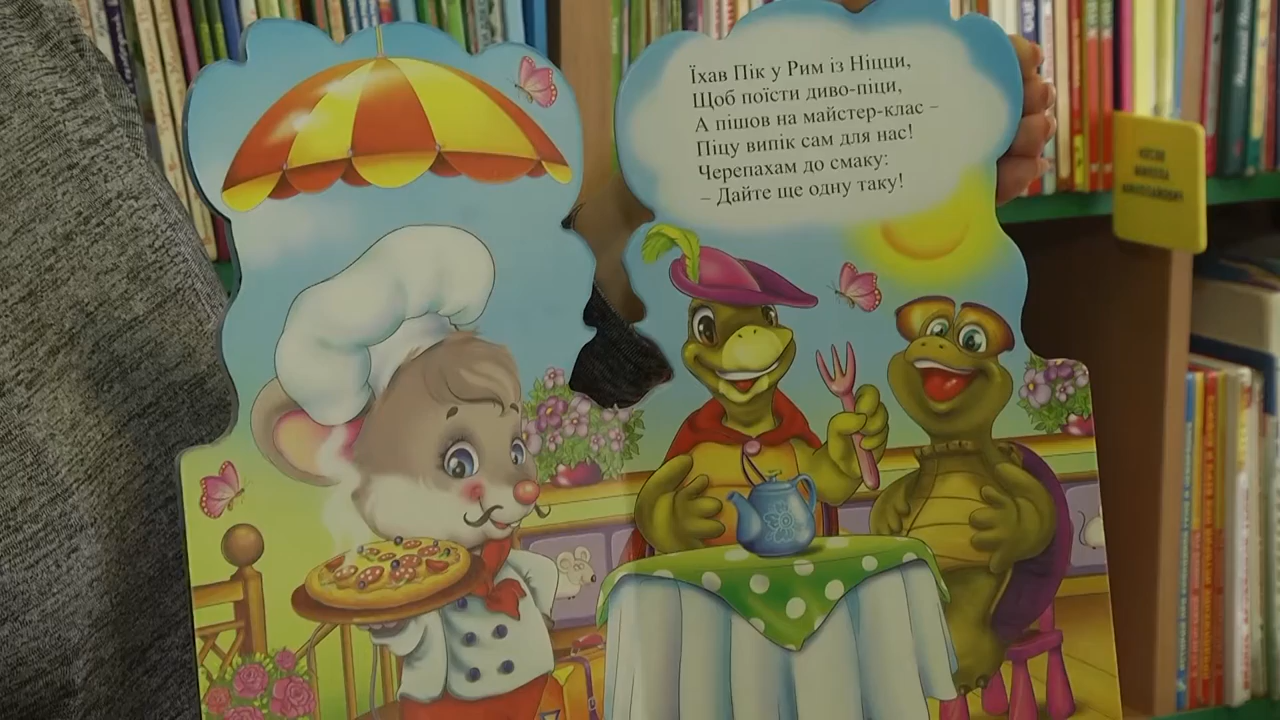 Їхав Пік у Рим із Ніцци,
Щоб поїсти диво-піци,
А пішов на майстер-клас –
Піцу випік сам для нас!
Черепахам до смаку:
– Дайте ще одну таку!